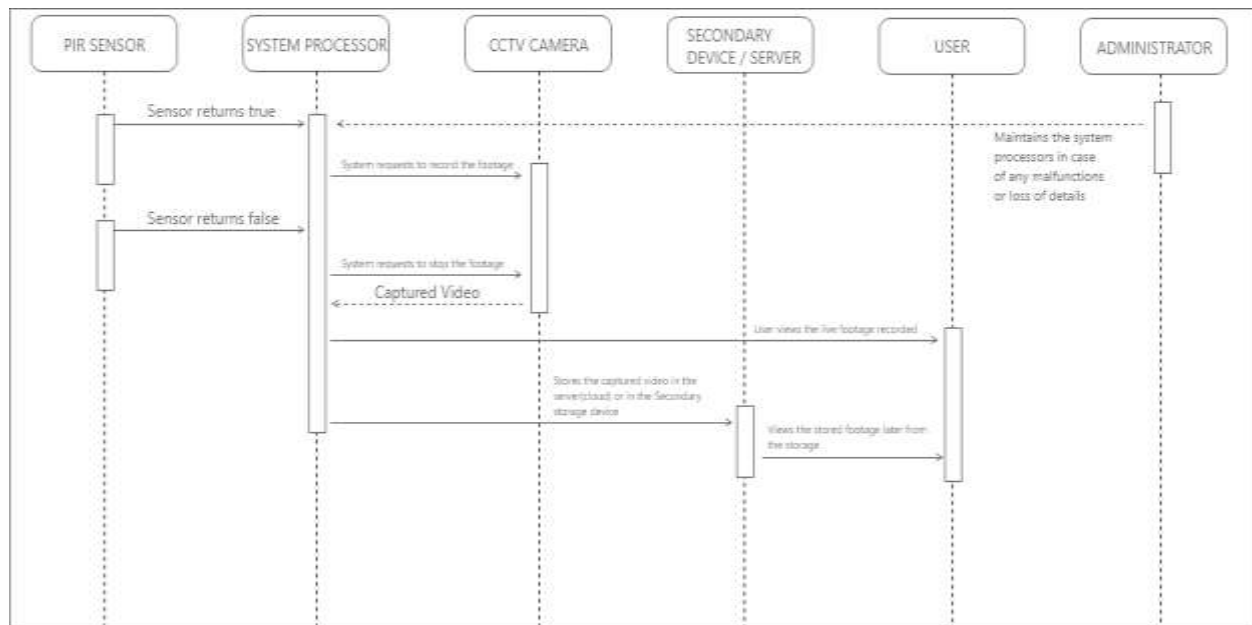 PIR SENSOR
SYSTEM PROCESSOR
CCTV CAMERA
SECONDARY
DEVICE / SERVER
USER
ADMINISTRATOR
Sensor returns true
Maintains the system
processors in case
of any malfunctions
or loss of details
System requests to record the footage
Sensor returns false
System requests to stop the footage
Captured Video
User views the live footage recorded
Stores the captured video in the
server(cloud) or in the Secondary
storage device
Views the stored footage later from
the storage